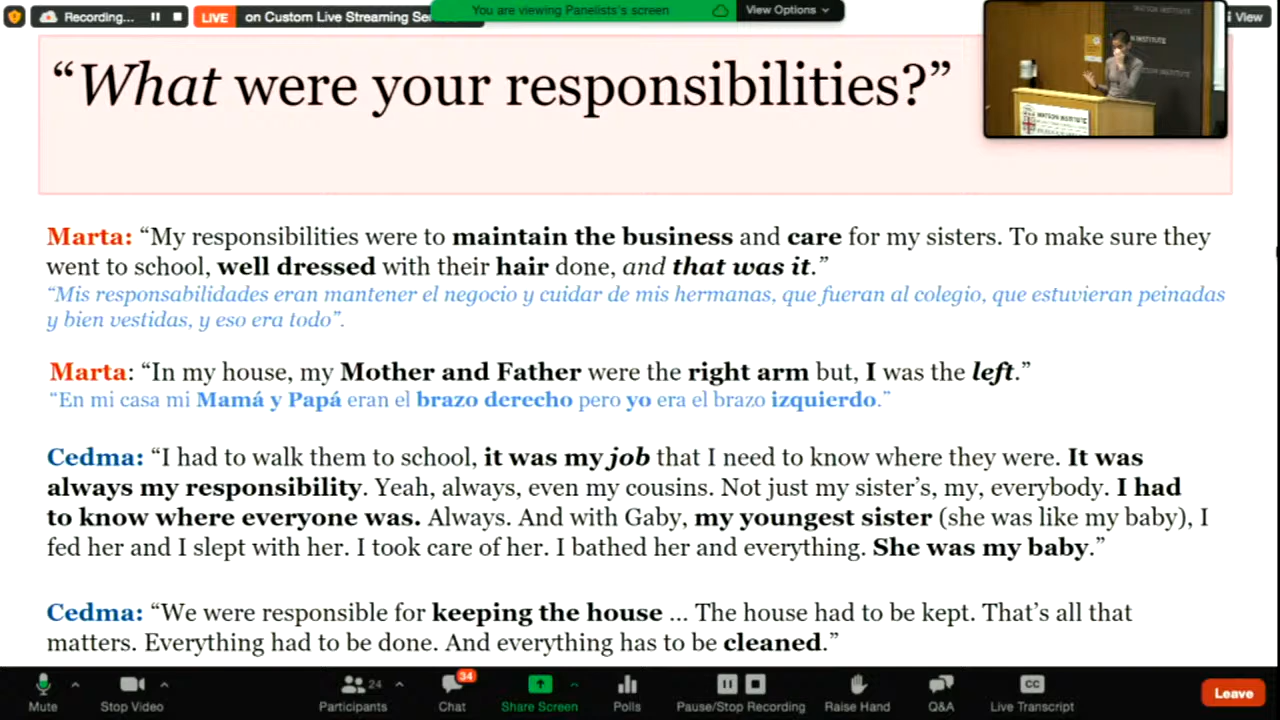 Recording...
LIVE
on Custom Live Streaming Ser
You are viewing Panelists's screen
View Options
View
"What were your responsibilities?"
WATSON INSTITUTE
Marta: "My responsibilities were to maintain the business and care for my sisters. To make sure they
went to school, well dressed with their hair done, and that was it."
"Mis responsabilidades eran mantener el negocio y cuidar de mis hermanas, que fueran al colegio, que estuvieran peinadas
y bien vestidas, y eso era todo".
Marta: "In my house, my Mother and Father were the right arm but, I was the left."
"En mi casa mi Mamá y Papá eran el brazo derecho pero yo era el brazo izquierdo."
Cedma: "I had to walk them to school, it was my job that I need to know where they were. It was
always my responsibility. Yeah, always, even my cousins. Not just my sister's, my, everybody. I had
to know where everyone was. Always. And with Gaby, my youngest sister (she was like my baby), I
fed her and I slept with her. I took care of her. I bathed her and everything. She was my baby."
Cedma: "We were responsible for keeping the house ... The house had to be kept. That's all that
matters. Everything had to be done. And everything has to be cleaned."
Mute
Stop Video
24
Participants
34
Chat
Share Screen
Polls
Pause/Stop Recording
Raise Hand
Q&A
CC
Live Transcript
Leave